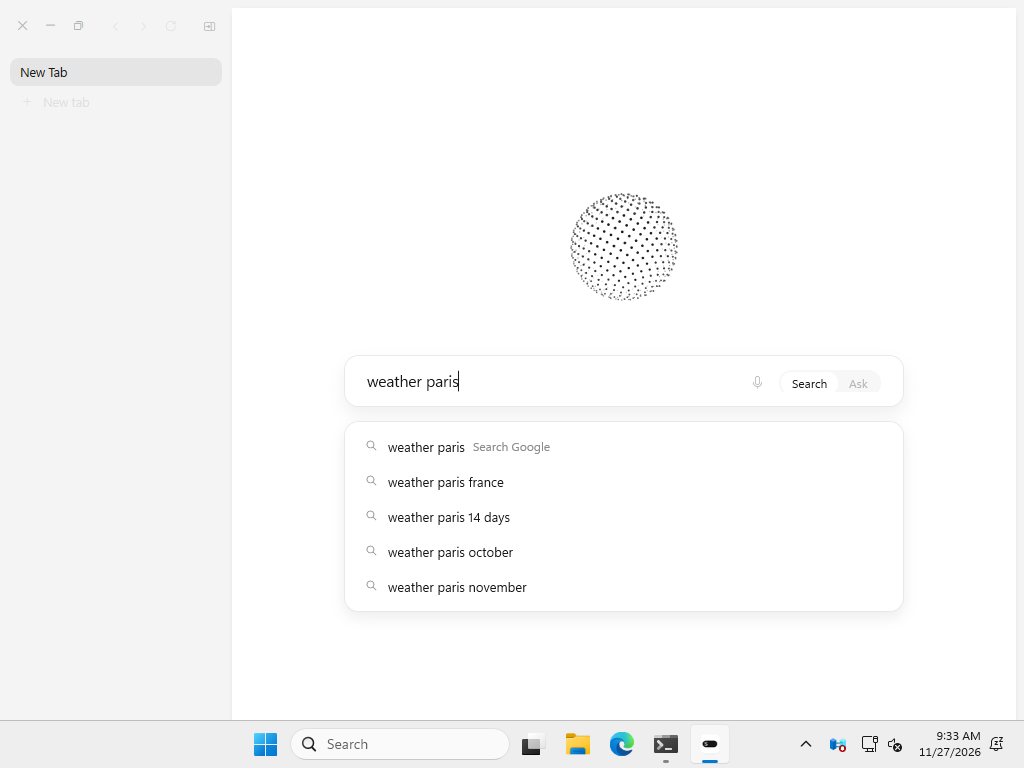 New Tab
New tab
weather paris
Search
Ask
weather paris Search Google
weather paris france
weather paris 14 days
weather paris october
weather paris november
Search
9:33 AM
11/27/2026